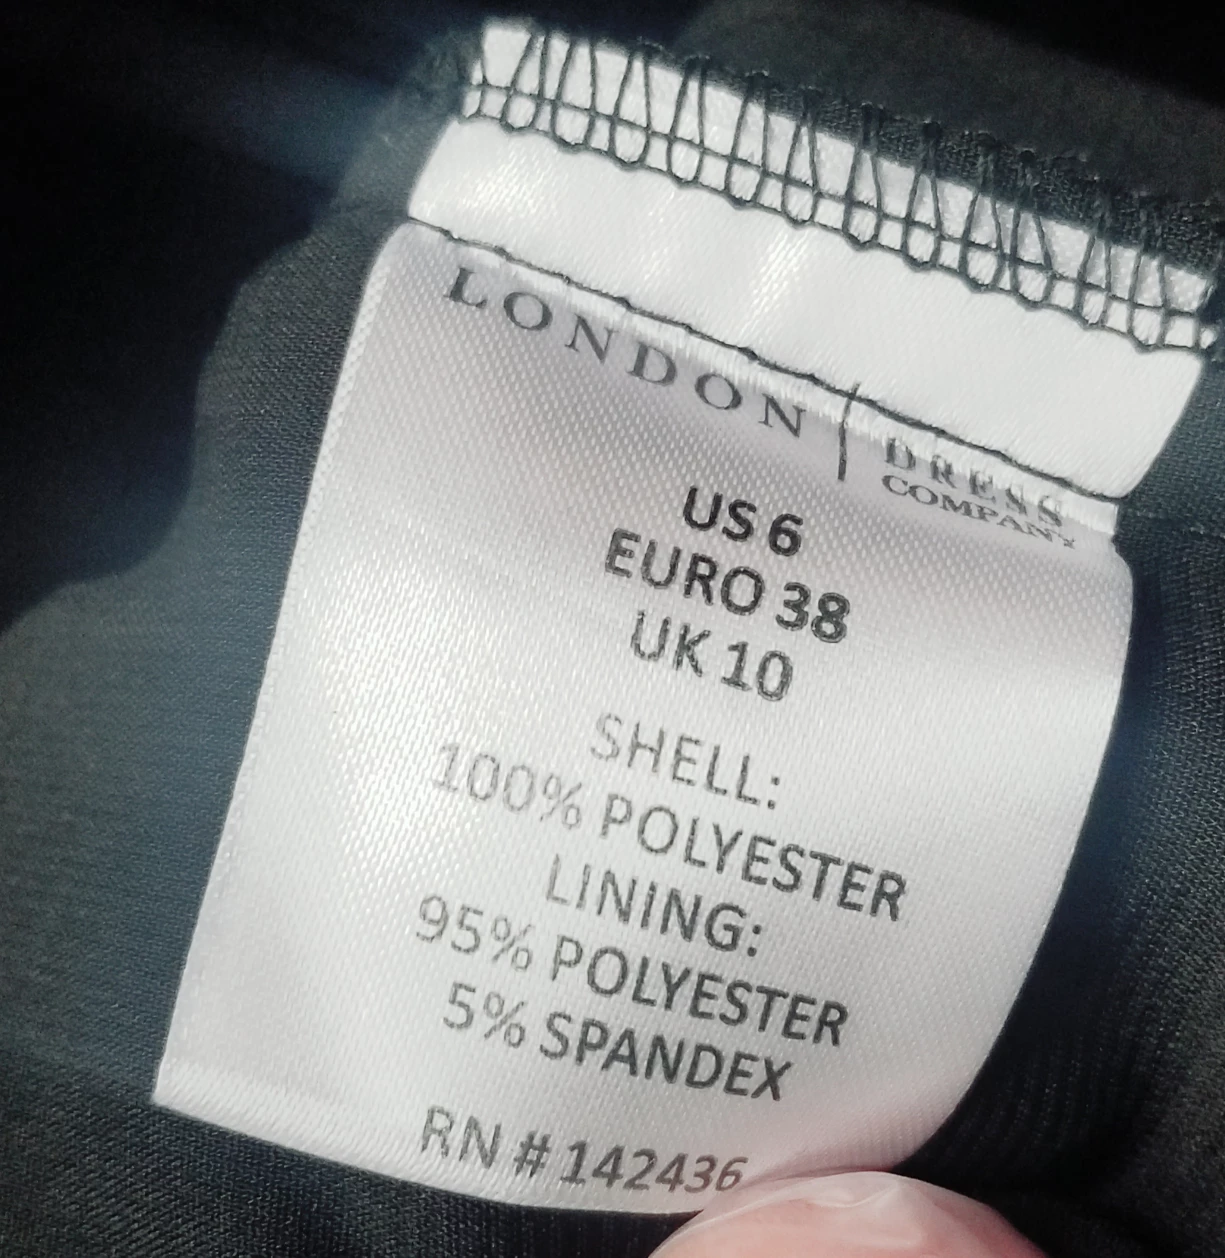 LONDON | DRESS
COMPANY
US 6
EURO 38
UK 10
SHELL:
100% POLYESTER
LINING:
95% POLYESTER
5% SPANDEX
RN # 142436